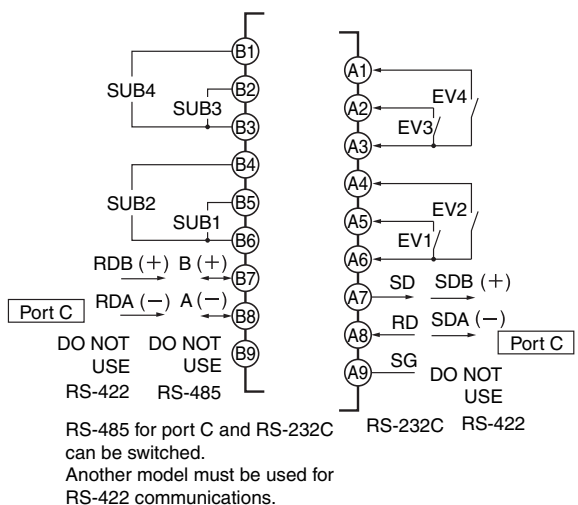 B1
SUB4
B2
SUB3
B3
B4
SUB2
B5
SUB1
B6
RDB (+) B (+)
B7
RDA (−) A (−)
Port C
B8
DO NOT USE
DO NOT USE
B9
RS-422 RS-485
A1
EV4
A2
EV3
A3
A4
EV2
A5
EV1
A6
SD SDB (+)
A7
RD SDA (−)
A8
Port C
A9
SG
DO NOT
USE
RS-232C RS-422
RS-485 for port C and RS-232C
can be switched.
Another model must be used for
RS-422 communications.